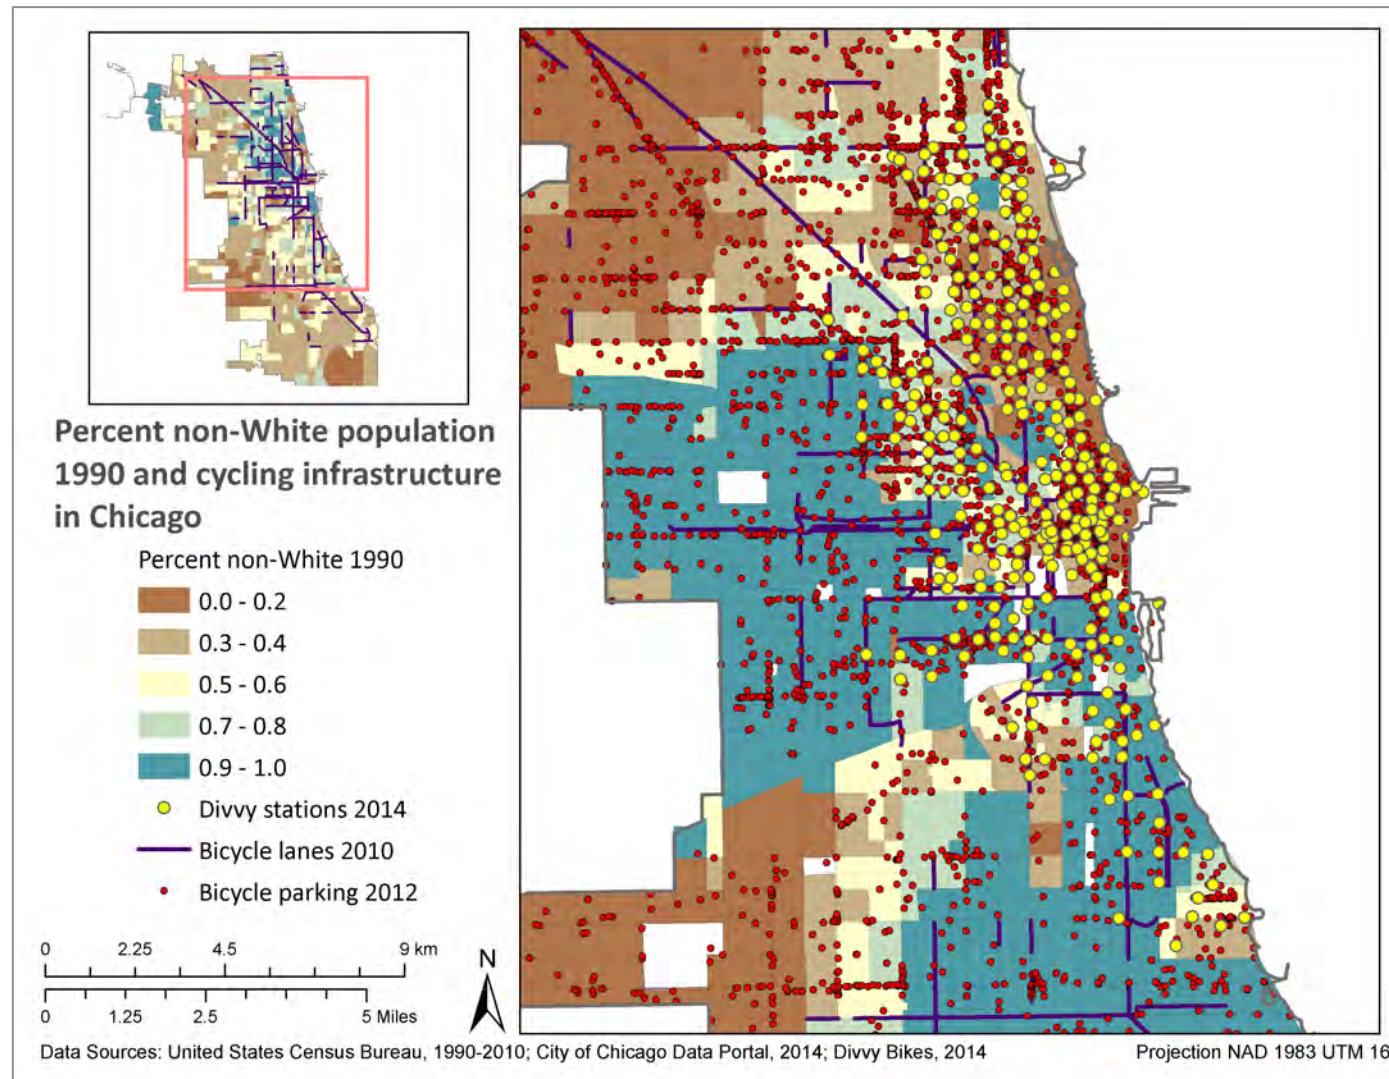 Percent non-White population
1990 and cycling infrastructure
in Chicago
Percent non-White 1990
0.0 - 0.2
0.3 - 0.4
0.5 - 0.6
0.7 - 0.8
0.9 - 1.0
Divvy stations 2014
Bicycle lanes 2010
Bicycle parking 2012
0 2.25 4.5 9 km
0 1.25 2.5 5 Miles
N
Data Sources: United States Census Bureau, 1990-2010; City of Chicago Data Portal, 2014; Divvy Bikes, 2014 Projection NAD 1983 UTM 16